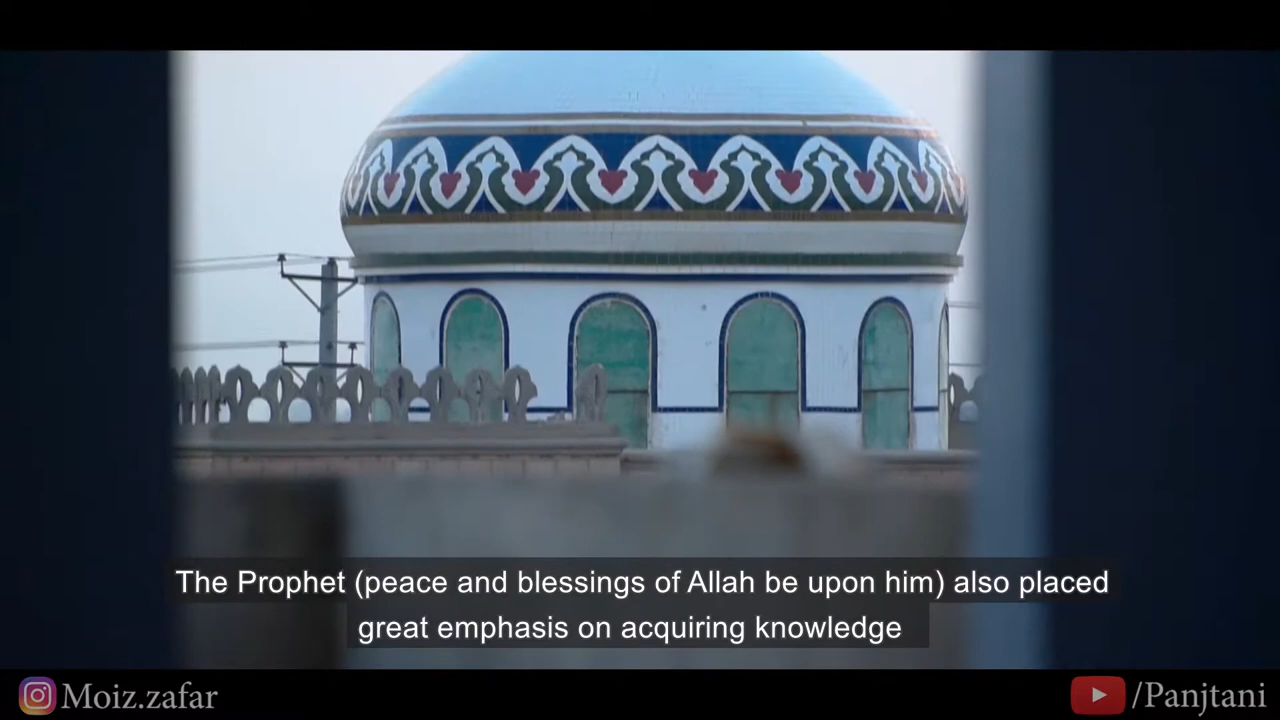 The Prophet (peace and blessings of Allah be upon him) also placed
great emphasis on acquiring knowledge
Moiz.zafar
/Panjtani